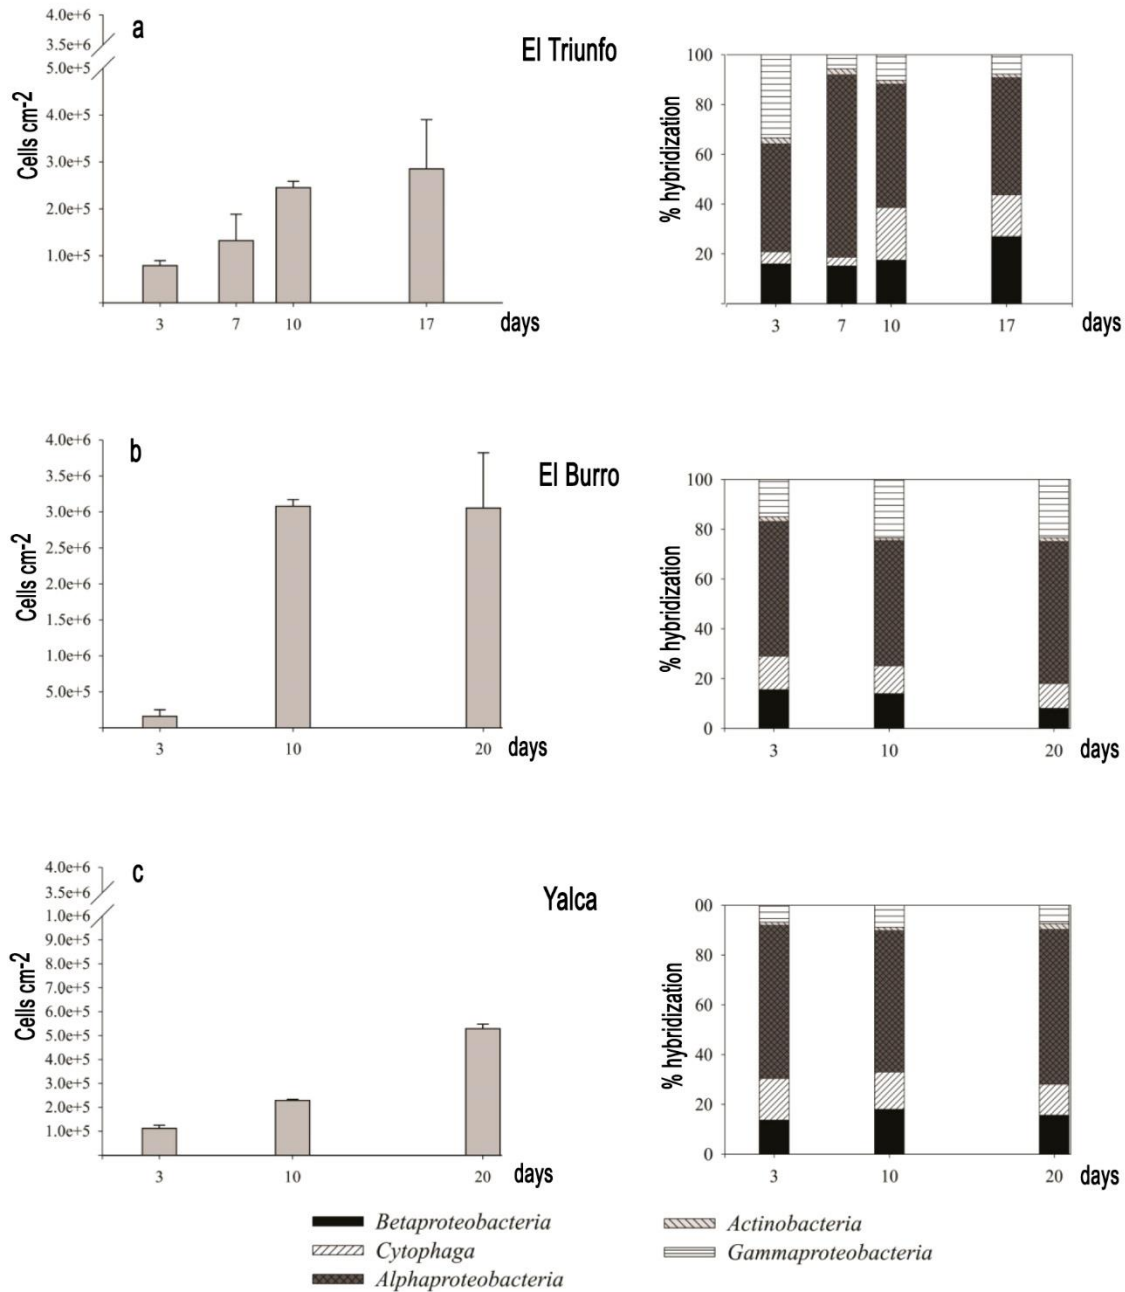 a
El Triunfo
4.0e+6
3.5e+6
5.0e+5
4.0e+5
3.0e+5
2.0e+5
1.0e+5
Cells cm-2
3 7 10 17 days
100
80
60
40
20
% hybridization
3 7 10 17 days
b
El Burro
4.0e+6
3.5e+6
3.0e+6
2.5e+6
2.0e+6
1.5e+6
1.0e+6
5.0e+5
Cells cm-2
3 10 20 days
100
80
60
40
20
0
% hybridization
3 10 20 days
c
Yalca
4.0e+6
3.5e+6
1.0e+6
9.0e+5
8.0e+5
7.0e+5
6.0e+5
5.0e+5
4.0e+5
3.0e+5
2.0e+5
1.0e+5
Cells cm-2
3 10 20 days
00
80
60
40
20
0
% hybridization
3 10 20 days
Betaproteobacteria
Cytophaga
Alphaproteobacteria
Actinobacteria
Gammaproteobacteria